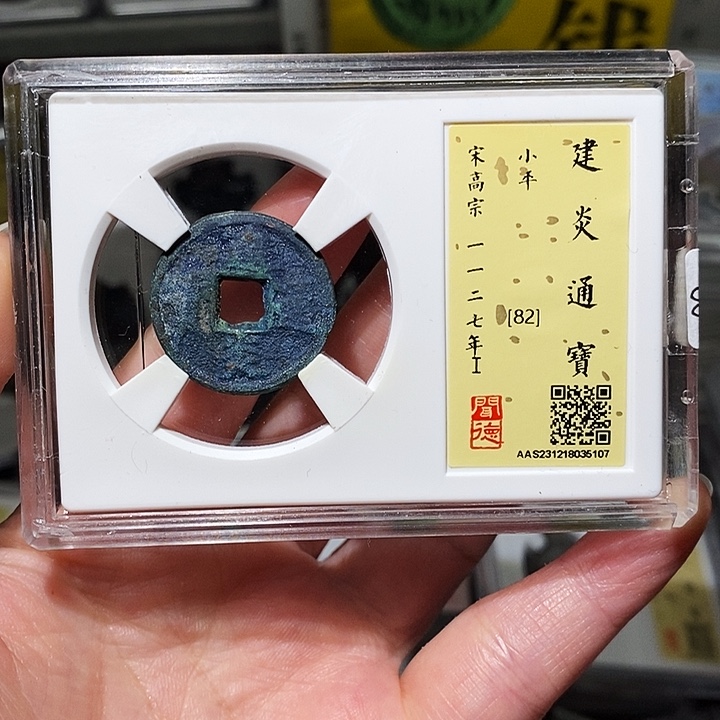 建炎通寶
小平
[82]
宋高宗 一一二七年I
聞德
AAS231218035107